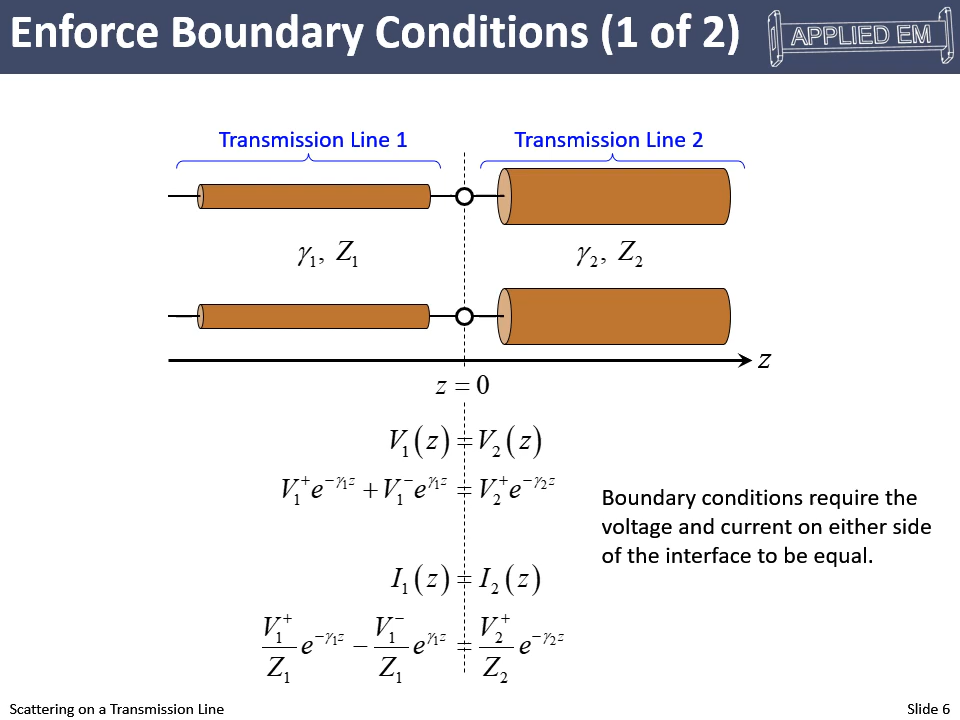 Enforce Boundary Conditions (1 of 2)
APPLIED EM
Transmission Line 1
Transmission Line 2
γ₁, Z₁
γ₂, Z₂
z
z = 0
V₁(z) = V₂(z)
V₁⁺e^{−γ₁z} + V₁⁻e^{γ₁z} = V₂⁺e^{−γ₂z}
Boundary conditions require the
voltage and current on either side
of the interface to be equal.
I₁(z) = I₂(z)
V₁⁺/Z₁ e^{−γ₁z} − V₁⁻/Z₁ e^{γ₁z} = V₂⁺/Z₂ e^{−γ₂z}
Scattering on a Transmission Line
Slide 6